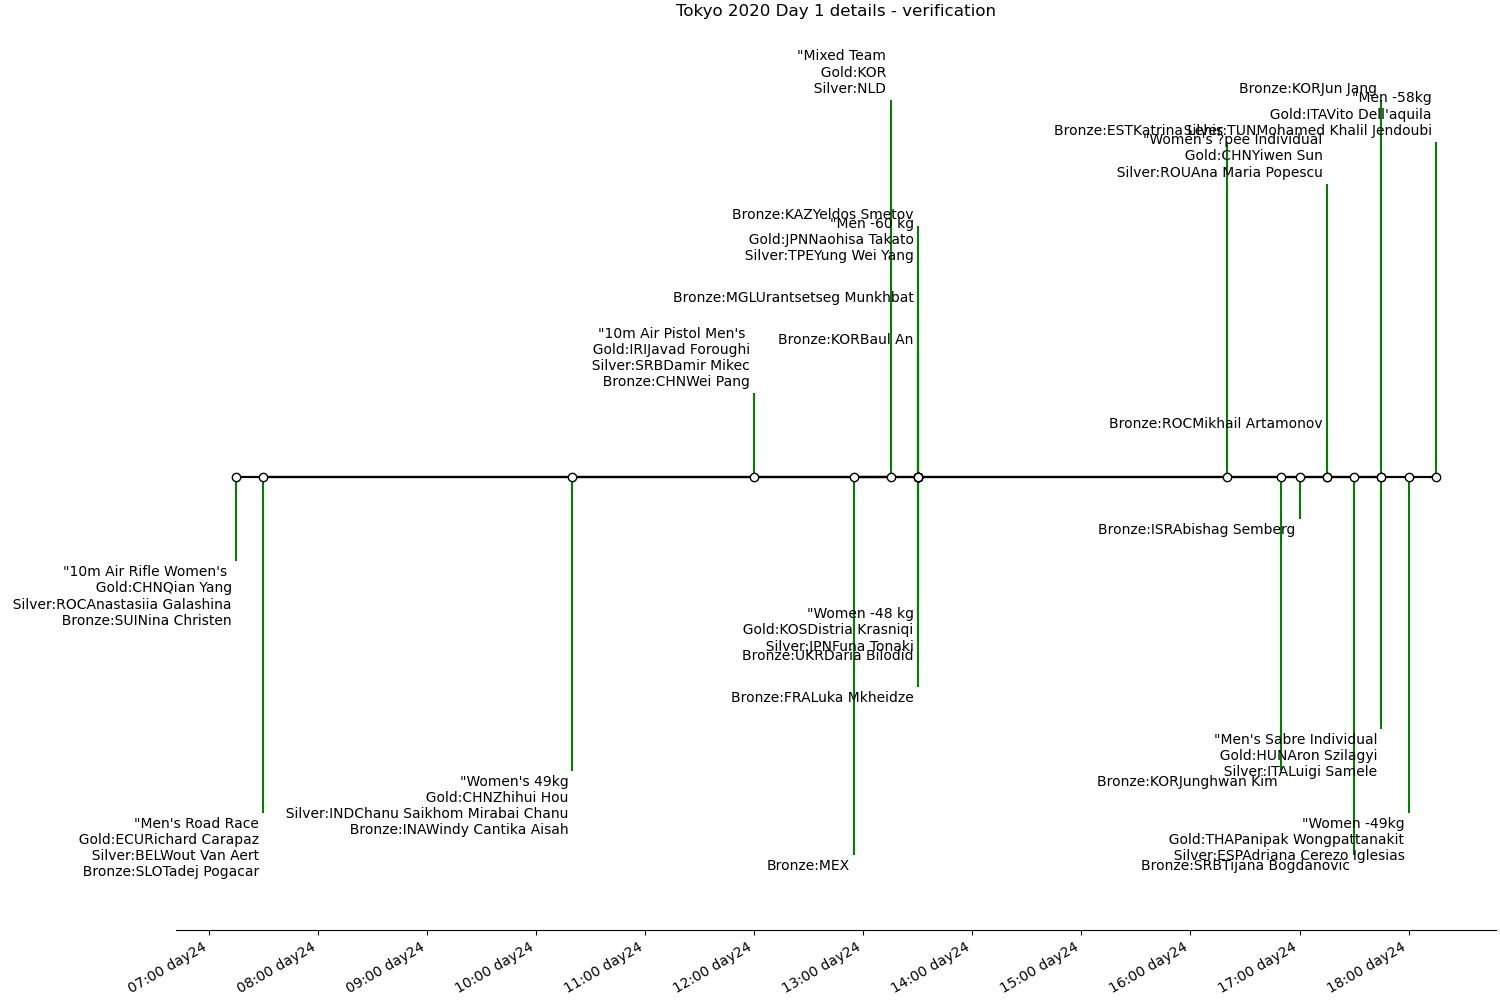 Tokyo 2020 Day 1 details - verification
"Mixed Team
Gold:KOR
Silver:NLD
Bronze:KORJun Jang
"Men -58kg
Gold:ITAVito Dell'aquila
Silver:TUNMohamed Khalil Jendoubi
Bronze:ESTKatrina Lehis
"Women's ?pee Individual
Gold:CHNYiwen Sun
Silver:ROUAna Maria Popescu
Bronze:KAZYeldos Smetov
"Men -60 kg
Gold:JPNNaohisa Takato
Silver:TPEYung Wei Yang
Bronze:MGLUrantsetseg Munkhbat
Bronze:KORBaul An
"10m Air Pistol Men's
Gold:IRIJavad Foroughi
Silver:SRBDamir Mikec
Bronze:CHNWei Pang
Bronze:ROCMikhail Artamonov
Bronze:ISRAbishag Semberg
"10m Air Rifle Women's
Gold:CHNQian Yang
Silver:ROCAnastasiia Galashina
Bronze:SUINina Christen
"Women -48 kg
Gold:KOSDistria Krasniqi
Silver:JPNFuna Tonaki
Bronze:UKRDaria Bilodid
Bronze:FRALuka Mkheidze
"Men's Sabre Individual
Gold:HUNAron Szilagyi
Silver:ITALuigi Samele
Bronze:KORJunghwan Kim
"Women's 49kg
Gold:CHNZhihui Hou
Silver:INDChanu Saikhom Mirabai Chanu
Bronze:INAWindy Cantika Aisah
"Men's Road Race
Gold:ECURichard Carapaz
Silver:BELWout Van Aert
Bronze:SLOTadej Pogacar
Bronze:MEX
"Women -49kg
Gold:THAPanipak Wongpattanakit
Silver:ESPAdriana Cerezo Iglesias
Bronze:SRBTijana Bogdanovic
07:00 day24
08:00 day24
09:00 day24
10:00 day24
11:00 day24
12:00 day24
13:00 day24
14:00 day24
15:00 day24
16:00 day24
17:00 day24
18:00 day24